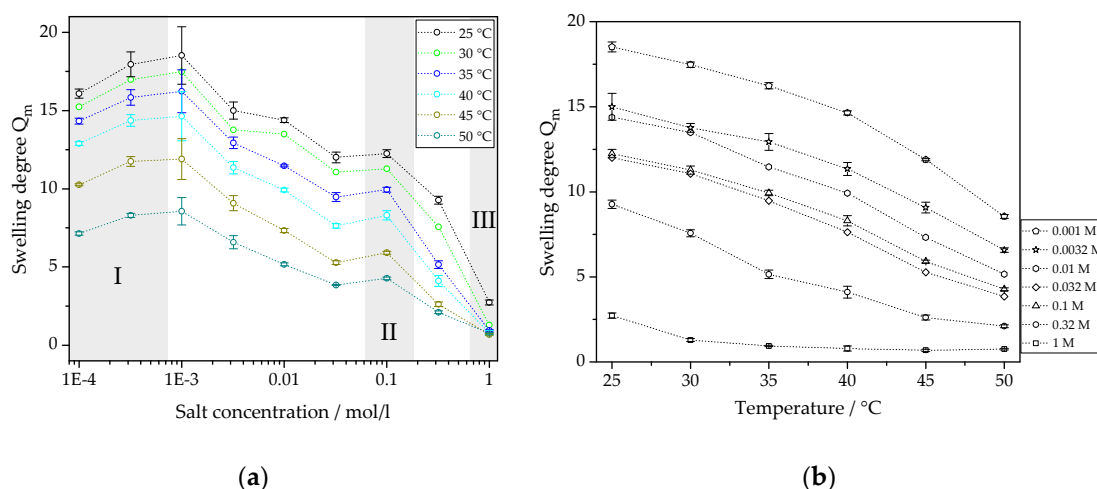 20
15
10
5
0
Swelling degree Qm
1E-4
1E-3
0.01
0.1
1
Salt concentration / mol/l
25 °C
30 °C
35 °C
40 °C
45 °C
50 °C
I
II
III
(a)
20
15
10
5
0
Swelling degree Qm
25
30
35
40
45
50
Temperature / °C
0.001 M
0.0032 M
0.01 M
0.032 M
0.1 M
0.32 M
1 M
(b)